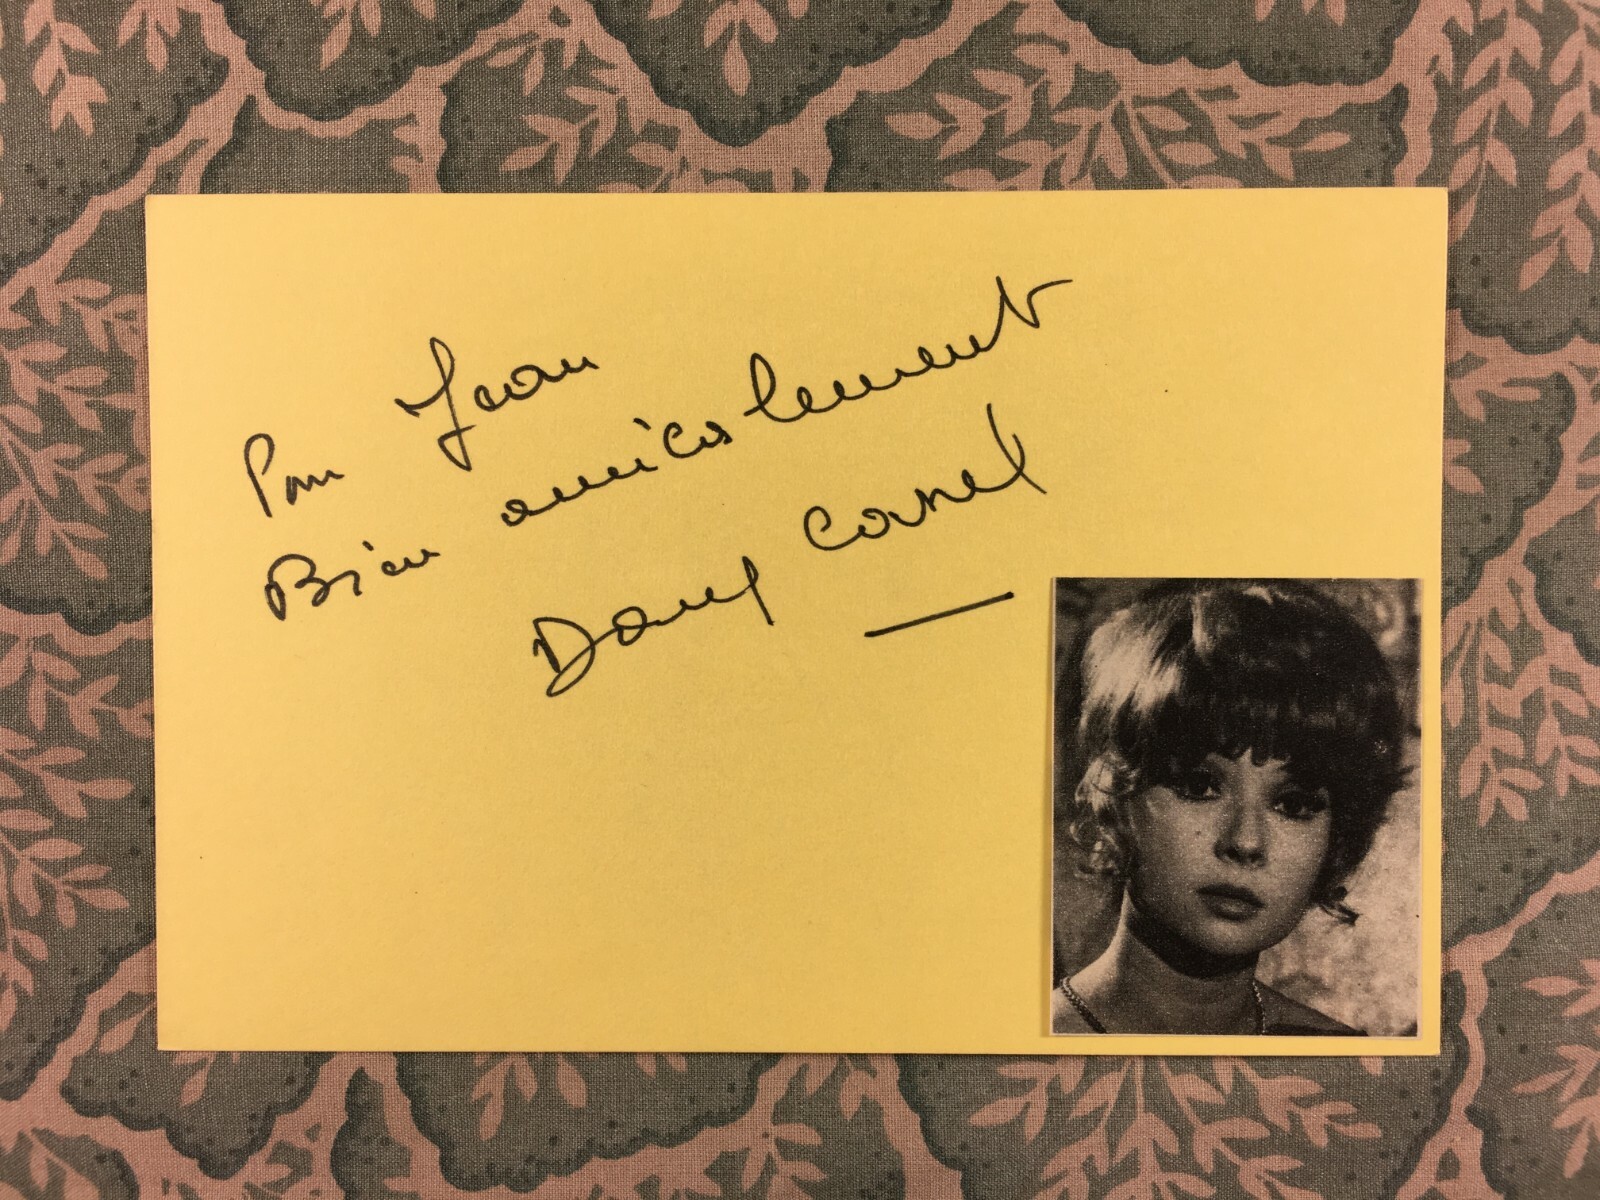 Pour Jean
Bien amicalement
Dany Carrel